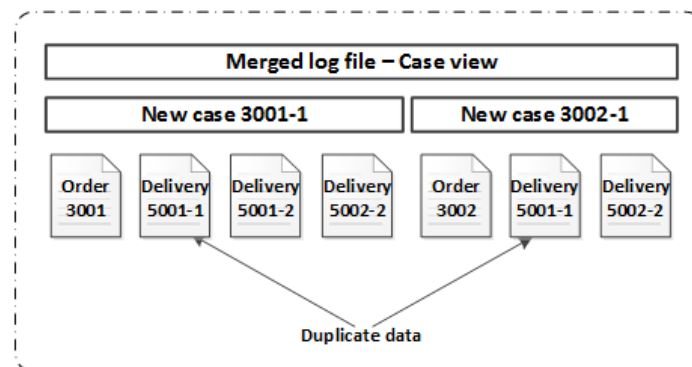 Merged log file – Case view
New case 3001-1
New case 3002-1
Order
3001
Delivery
5001-1
Delivery
5001-2
Delivery
5002-2
Order
3002
Delivery
5001-1
Delivery
5002-2
Duplicate data